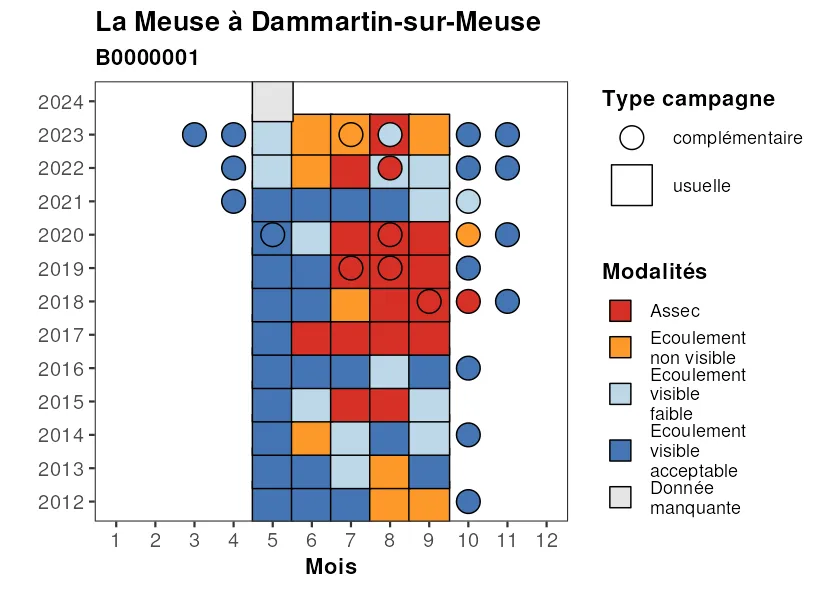 La Meuse à Dammartin-sur-Meuse
B0000001
2024
2023
2022
2021
2020
2019
2018
2017
2016
2015
2014
2013
2012
1 2 3 4 5 6 7 8 9 10 11 12
Mois
Type campagne
complémentaire
usuelle
Modalités
Assec
Ecoulement
non visible
Ecoulement
visible
faible
Ecoulement
visible
acceptable
Donnée
manquante